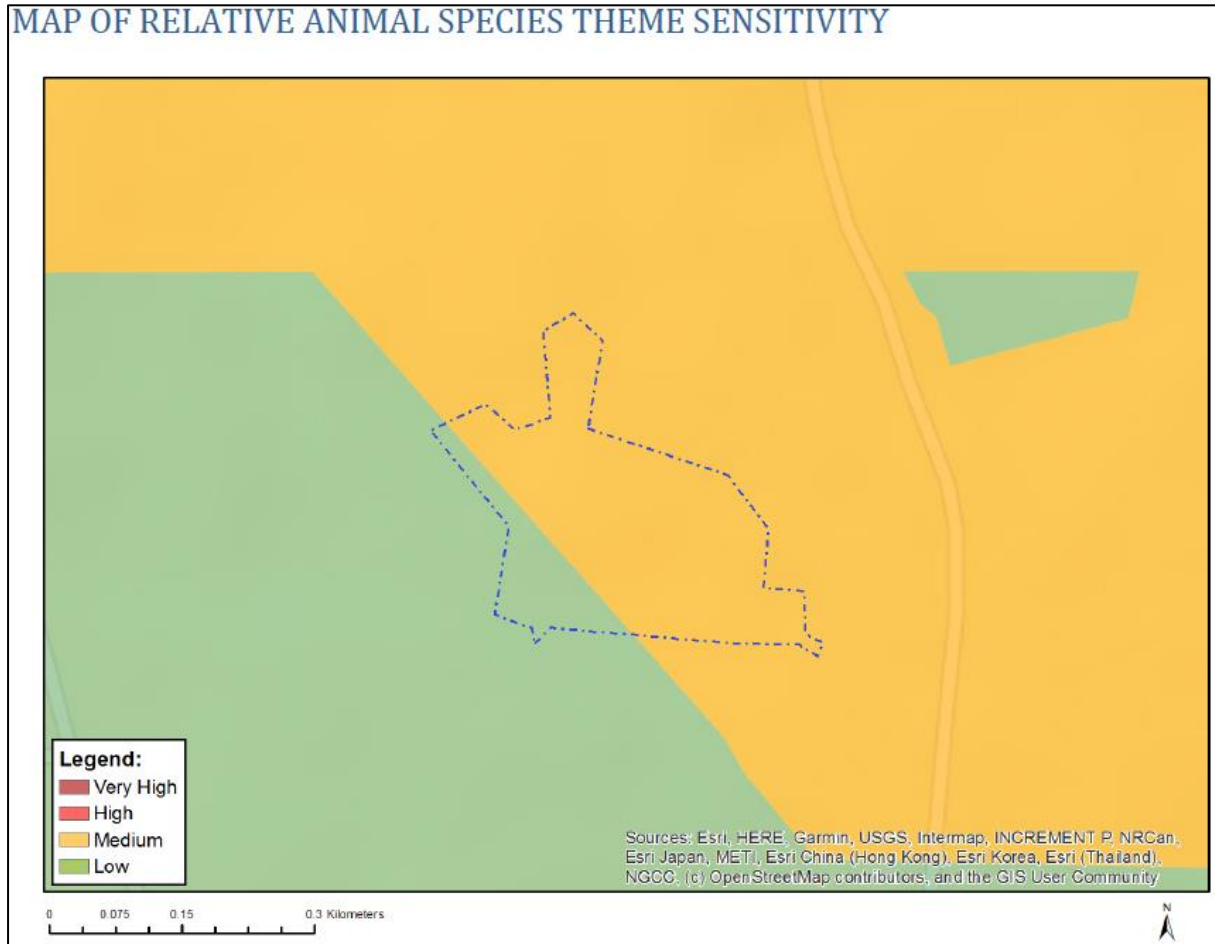 MAP OF RELATIVE ANIMAL SPECIES THEME SENSITIVITY
Legend:
Very High
High
Medium
Low
Sources: Esri, HERE, Garmin, USGS, Intermap, INCREMENT P, NRCan,
Esri Japan, METI, Esri China (Hong Kong), Esri Korea, Esri (Thailand),
NGCC, (c) OpenStreetMap contributors, and the GIS User Community
0 0.075 0.15 0.3 Kilometers
N